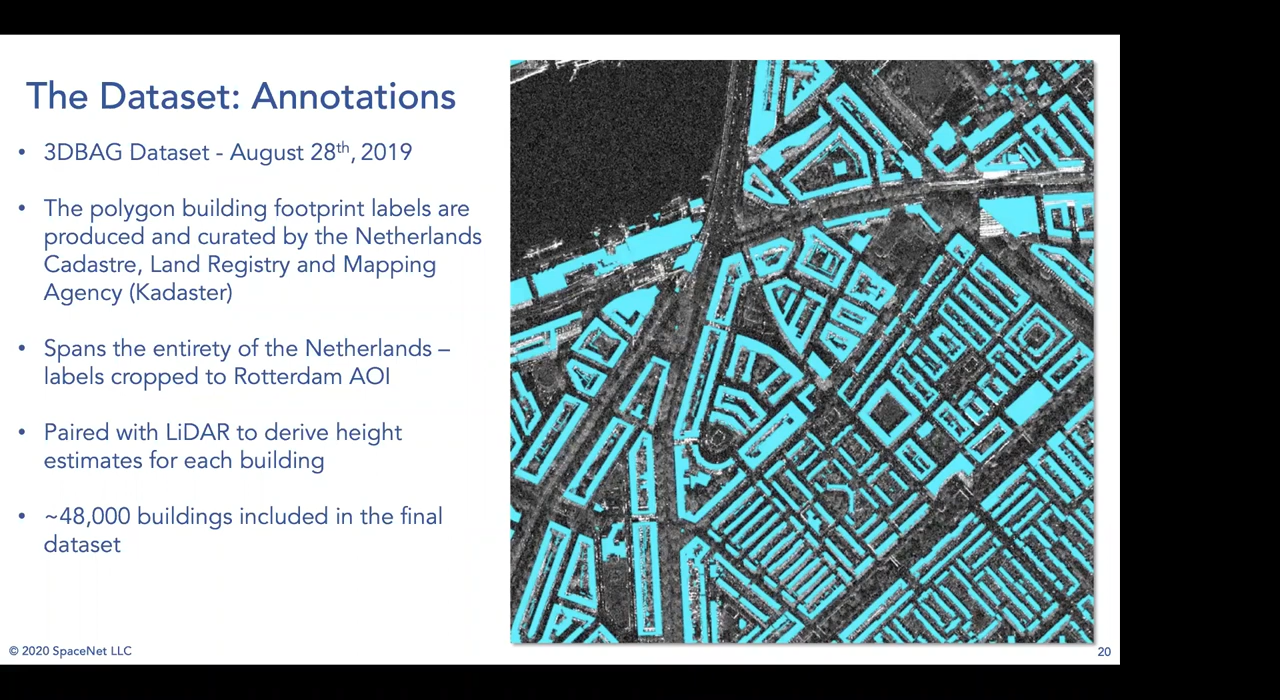 The Dataset: Annotations
• 3DBAG Dataset - August 28th, 2019
• The polygon building footprint labels are
produced and curated by the Netherlands
Cadastre, Land Registry and Mapping
Agency (Kadaster)
• Spans the entirety of the Netherlands –
labels cropped to Rotterdam AOI
• Paired with LiDAR to derive height
estimates for each building
• ~48,000 buildings included in the final
dataset
© 2020 SpaceNet LLC
20